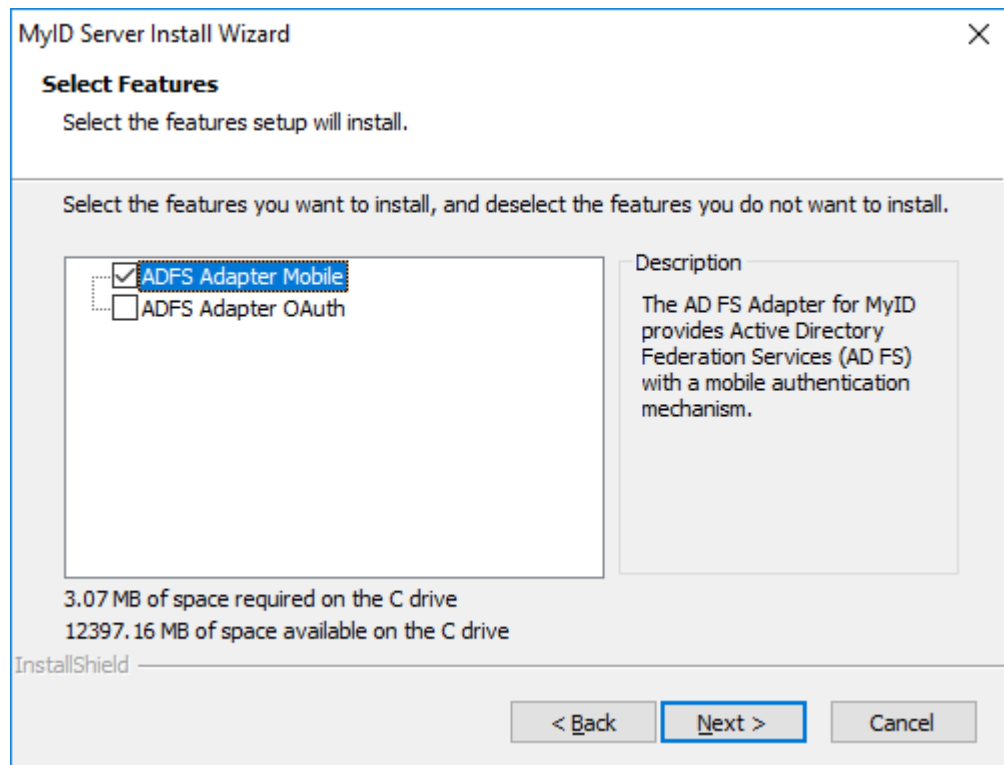 MyID Server Install Wizard
Select Features
Select the features setup will install.
Select the features you want to install, and deselect the features you do not want to install.
ADFS Adapter Mobile
ADFS Adapter OAuth
Description
The AD FS Adapter for MyID
provides Active Directory
Federation Services (AD FS)
with a mobile authentication
mechanism.
3.07 MB of space required on the C drive
12397.16 MB of space available on the C drive
InstallShield
< Back
Next >
Cancel